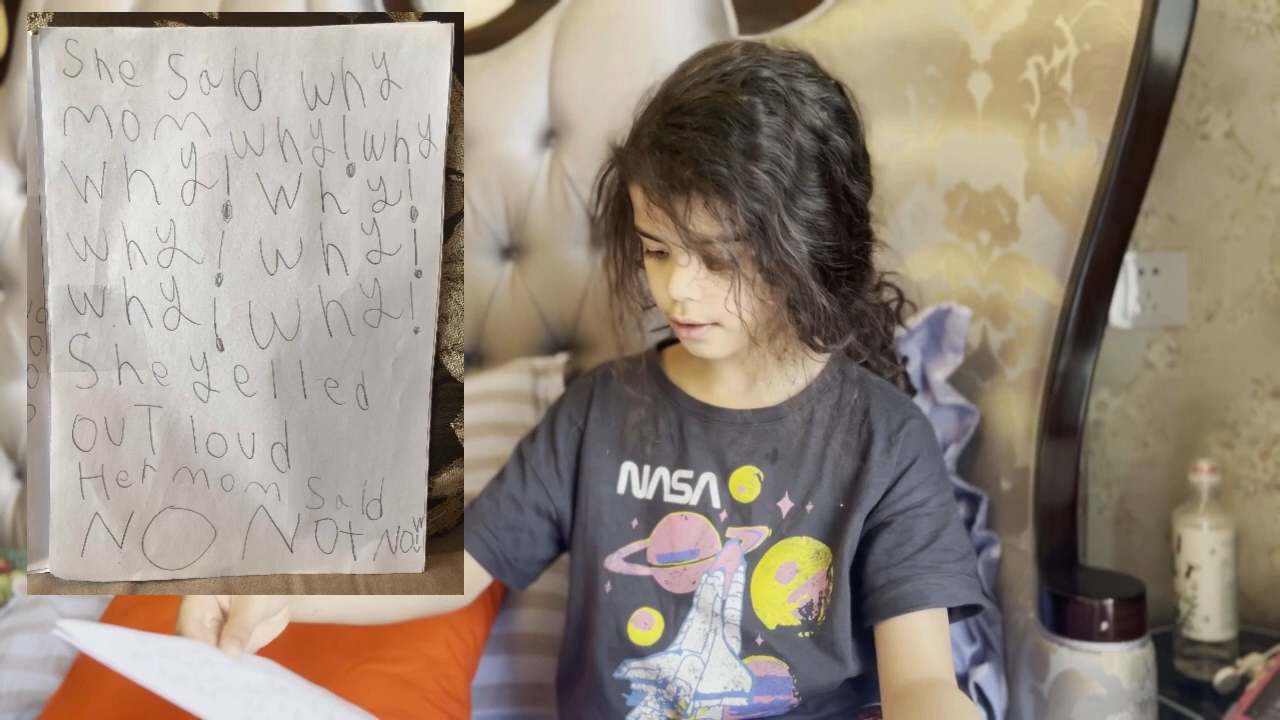 She Said why
mom why! why
why! why!
why! why!
why! why!
She yelled
ouT loud
Her mom Said
NO NOt NOW!!
NASA